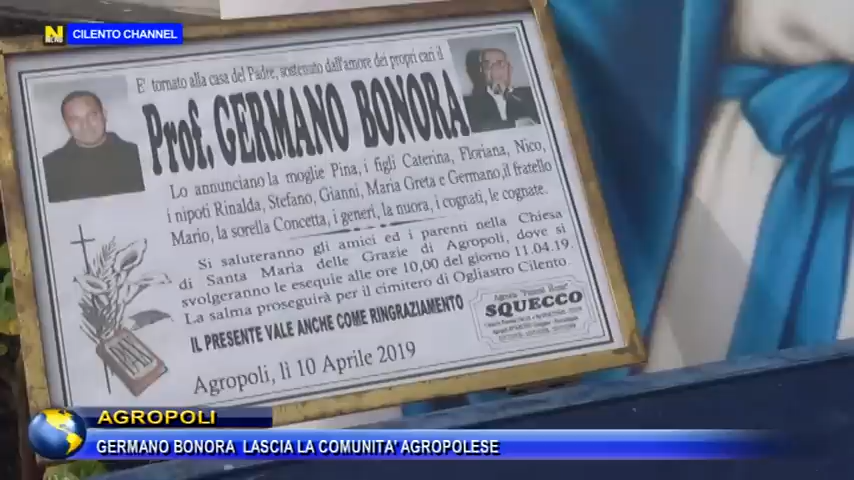 N
NEWS
CILENTO CHANNEL
E' tornato alla casa del Padre, sostenuto dall'amore dei propri cari il
Prof. GERMANO BONORA
Lo annunciano la moglie Pina, i figli Caterina, Floriana, Nico,
i nipoti Rinalda, Stefano, Gianni, Maria Greta e Germano, il fratello
Mario, la sorella Concetta, i generi, la nuora, i cognati, le cognate.
Si saluteranno gli amici ed i parenti nella Chiesa
di Santa Maria delle Grazie di Agropoli, dove si
svolgeranno le esequie alle ore 10,00 del giorno 11.04.19.
La salma proseguirà per il cimitero di Ogliastro Cilento.
IL PRESENTE VALE ANCHE COME RINGRAZIAMENTO
Agropoli, lì 10 Aprile 2019
Agenzia "Funeral Home"
SQUECCO
AGROPOLI
GERMANO BONORA LASCIA LA COMUNITA' AGROPOLESE